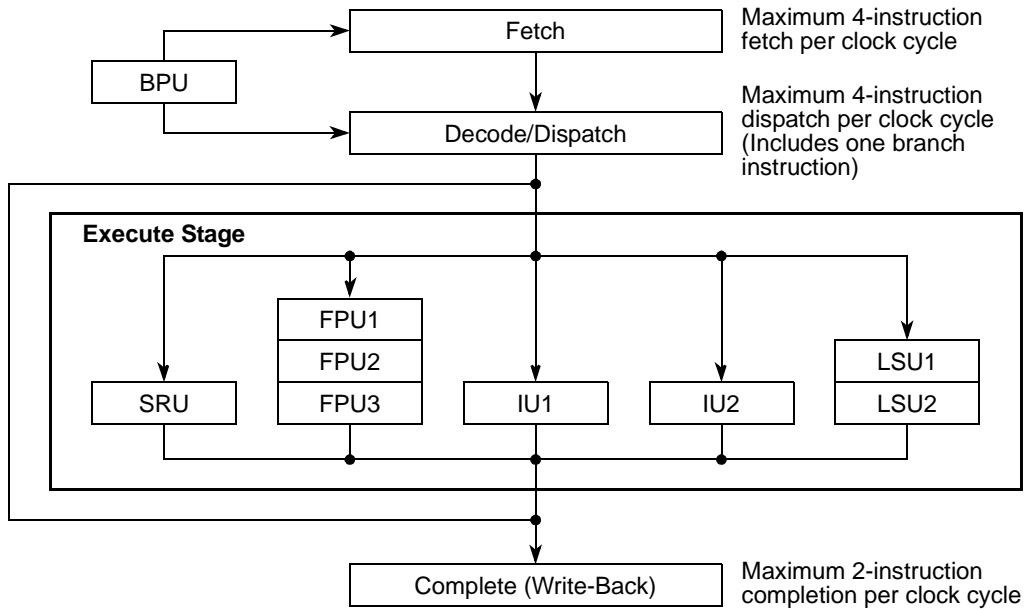 Fetch
Maximum 4-instruction
fetch per clock cycle
BPU
Maximum 4-instruction
dispatch per clock cycle
(Includes one branch
instruction)
Decode/Dispatch
Execute Stage
FPU1
FPU2
FPU3
LSU1
LSU2
SRU
IU1
IU2
Complete (Write-Back)
Maximum 2-instruction
completion per clock cycle